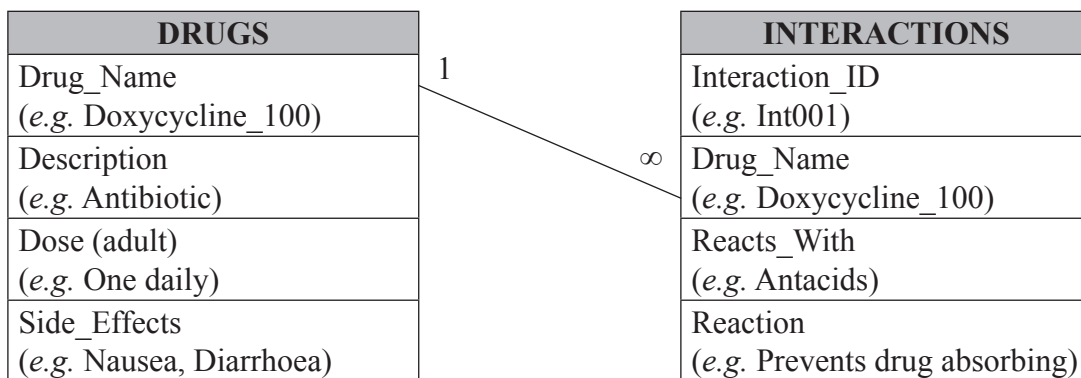 DRUGS
Drug_Name
(e.g. Doxycycline_100)
Description
(e.g. Antibiotic)
Dose (adult)
(e.g. One daily)
Side_Effects
(e.g. Nausea, Diarrhoea)
1
∞
INTERACTIONS
Interaction_ID
(e.g. Int001)
Drug_Name
(e.g. Doxycycline_100)
Reacts_With
(e.g. Antacids)
Reaction
(e.g. Prevents drug absorbing)